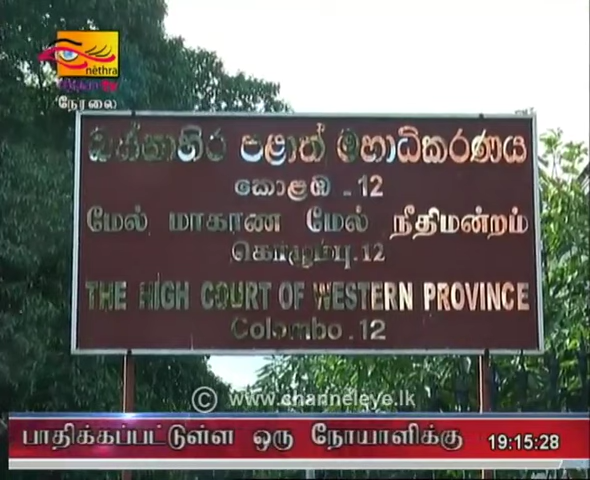 nethra
நேரலை
බස්නාහිර පළාත් මහාධිකරණය
කොළඹ - 12
மேல் மாகாண மேல் நீதிமன்றம்
கொழும்பு.12
THE HIGH COURT OF WESTERN PROVINCE
Colombo .12
© www.channeleye.lk
பாதிக்கப்பட்டுள்ள ஒரு நோயாளிக்கு 19:15:28